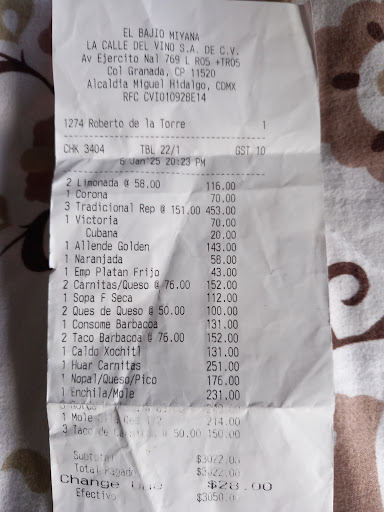 EL BAJIO MIYANA
LA CALLE DEL VINO S.A. DE C.V.
Av Ejercito Nal 769 L R05 +TR05
Col Granada, CP 11520
Alcaldia Miguel Hidalgo, CDMX
RFC CVI010928E14
1274 Roberto de la Torre 1
CHK 3404 TBL 22/1 GST 10
6 Jan'25 20:23 PM
2 Limonada @ 58.00 116.00
1 Corona 70.00
3 Tradicional Rep @ 151.00 453.00
1 Victoria 70.00
Cubana 20.00
1 Allende Golden 143.00
1 Naranjada 58.00
1 Emp Platan Frijo 43.00
2 Carnitas/Queso @ 76.00 152.00
1 Sopa F Seca 112.00
2 Ques de Queso @ 50.00 100.00
1 Consome Barbacoa 131.00
2 Taco Barbacoa @ 76.00 152.00
1 Caldo Xochitl 131.00
1 Huar Carnitas 251.00
1 Nopal/Queso/Pico 176.00
1 Enchila/Mole 231.00
1 Mole 214.00
3 Taco de @ 50.00 150.00
Subtotal $3022.00
Total Pagado $3022.00
Change Due $28.00
Efectivo $3050.00